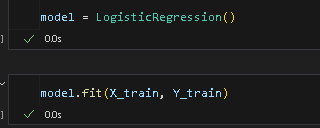 model = LogisticRegression()
] ✓ 0.0s
model.fit(X_train, Y_train)
] ✓ 0.0s